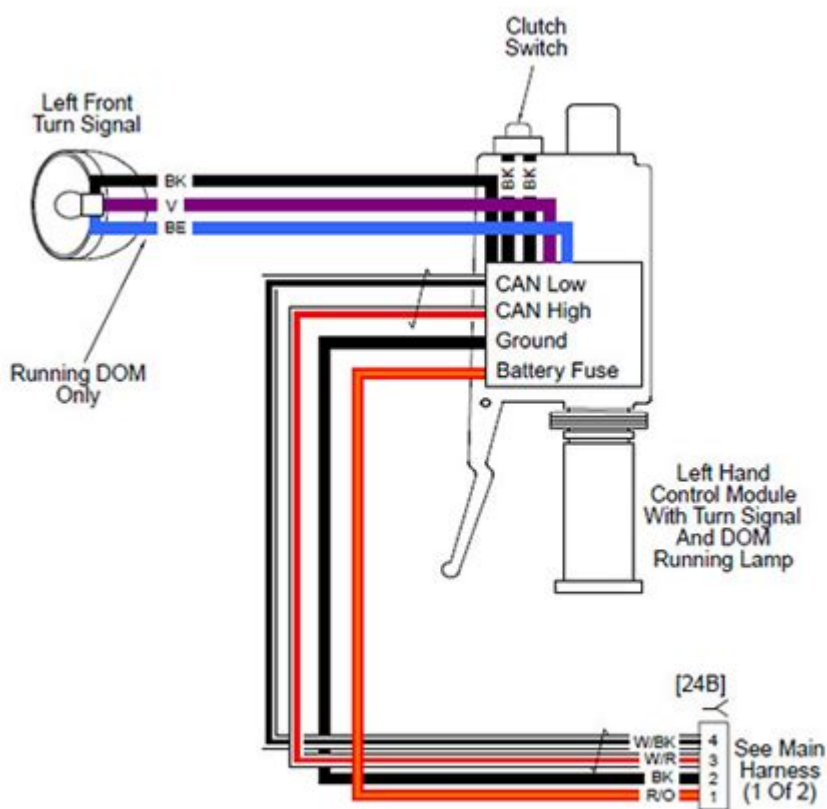 Clutch
Switch
Left Front
Turn Signal
BK
V
BE
BK
BK
CAN Low
CAN High
Ground
Battery Fuse
Running DOM
Only
Left Hand
Control Module
With Turn Signal
And DOM
Running Lamp
[24B]
W/BK 4
W/R 3
BK 2
R/O 1
See Main
Harness
(1 Of 2)